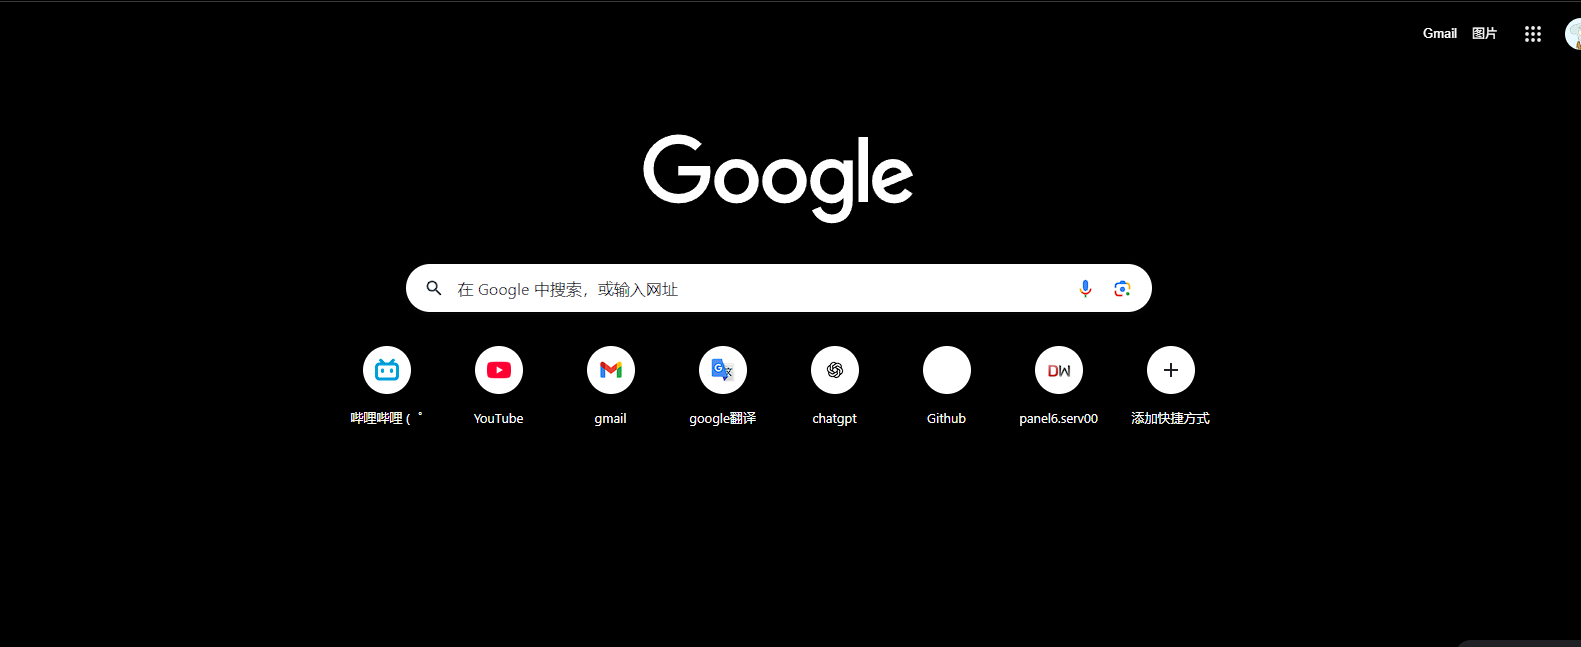 Gmail 图片
Google
在 Google 中搜索，或输入网址
哔哩哔哩 ( ゜ YouTube gmail google翻译 chatgpt Github panel6.serv00 添加快捷方式
DW